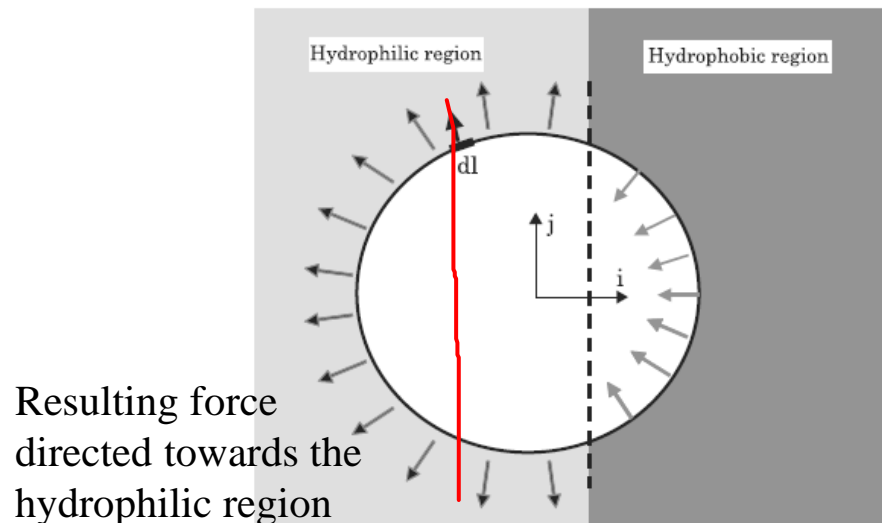 Hydrophilic region
Hydrophobic region
dl
j
i
Resulting force
directed towards the
hydrophilic region